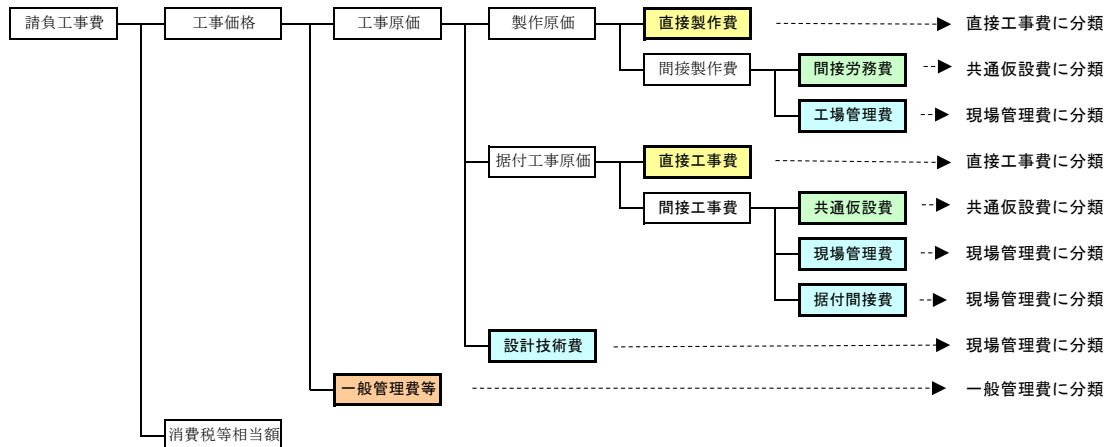 請負工事費 工事価格 工事原価 製作原価 直接製作費 直接工事費に分類
間接製作費 間接労務費 共通仮設費に分類
工場管理費 現場管理費に分類
据付工事原価 直接工事費 直接工事費に分類
間接工事費 共通仮設費 共通仮設費に分類
現場管理費 現場管理費に分類
据付間接費 現場管理費に分類
設計技術費 現場管理費に分類
一般管理費等 一般管理費に分類
消費税等相当額